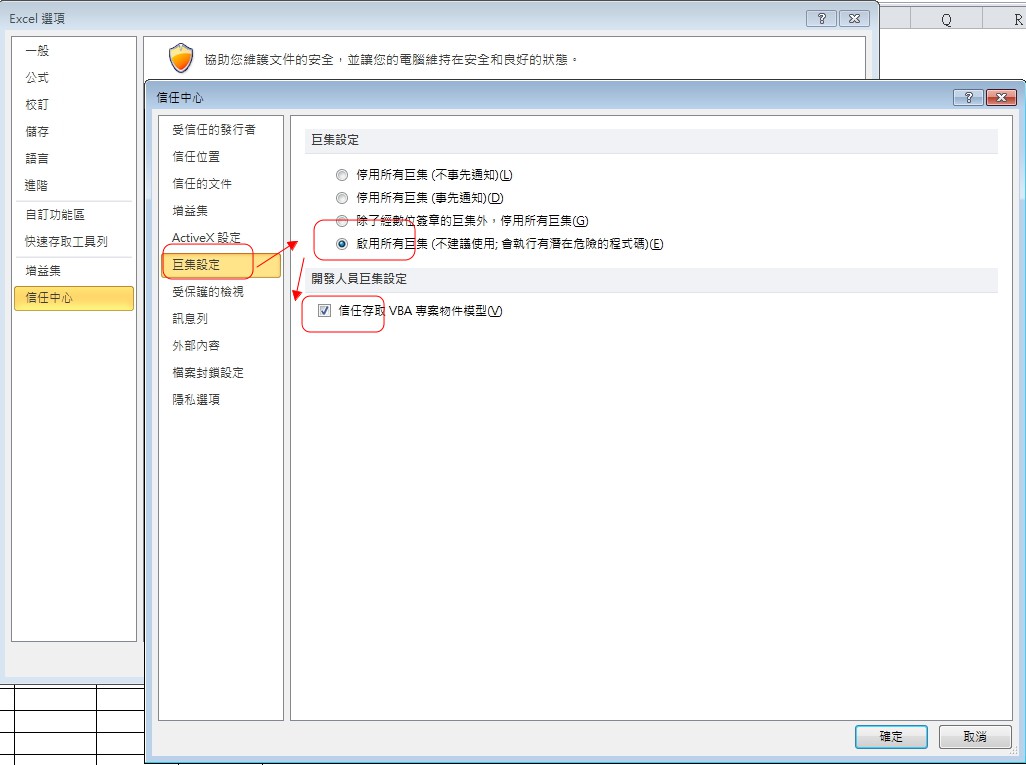 Excel 選項
Q
R
一般
公式
校訂
儲存
語言
進階
自訂功能區
快速存取工具列
增益集
信任中心
協助您維護文件的安全，並讓您的電腦維持在安全和良好的狀態。
信任中心
受信任的發行者
信任位置
信任的文件
增益集
ActiveX 設定
巨集設定
受保護的檢視
訊息列
外部內容
檔案封鎖設定
隱私選項
巨集設定
停用所有巨集 (不事先通知)(L)
停用所有巨集 (事先通知)(D)
除了經數位簽章的巨集外，停用所有巨集(G)
啟用所有巨集 (不建議使用; 會執行有潛在危險的程式碼)(E)
開發人員巨集設定
信任存取 VBA 專案物件模型(V)
確定
取消